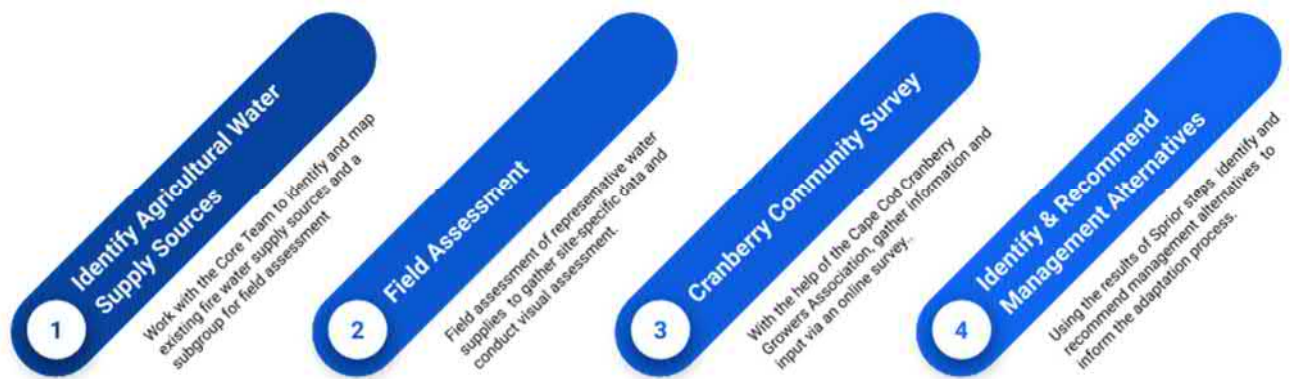 1
Identify Agricultural Water
Supply Sources
Work with the Core Team to identify and map
existing fire water supply sources and a
subgroup for field assessment
2
Field Assessment
Field assessment of representative water
supplies to gather site-specific data and
conduct visual assessment.
3
Cranberry Community Survey
With the help of the Cape Cod Cranberry
Growers Association, gather information and
input via an online survey..
4
Identify & Recommend
Management Alternatives
Using the results of Sprior steps identify and
recommend management alternatives to
inform the adaptation process.